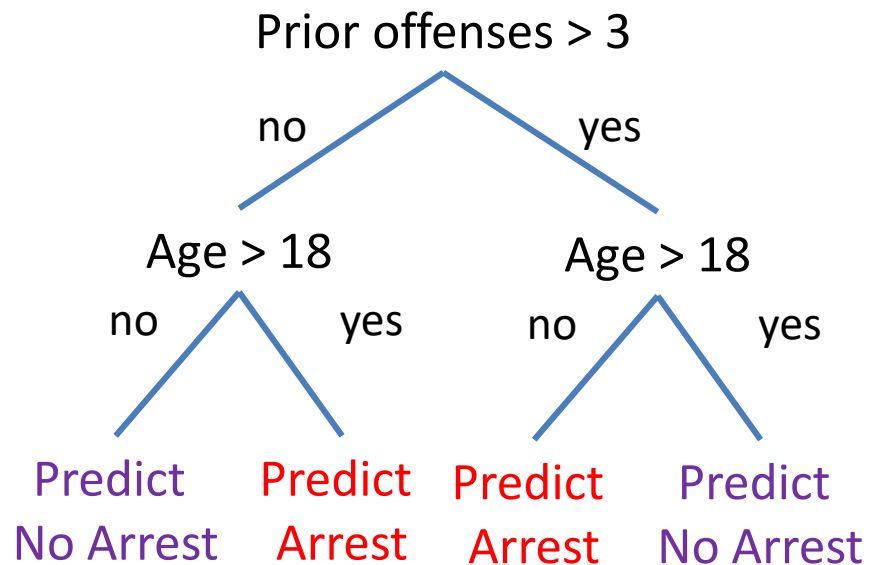 Prior offenses > 3
no
yes
Age > 18
Age > 18
no
yes
no
yes
Predict
No Arrest
Predict
Arrest
Predict
Arrest
Predict
No Arrest